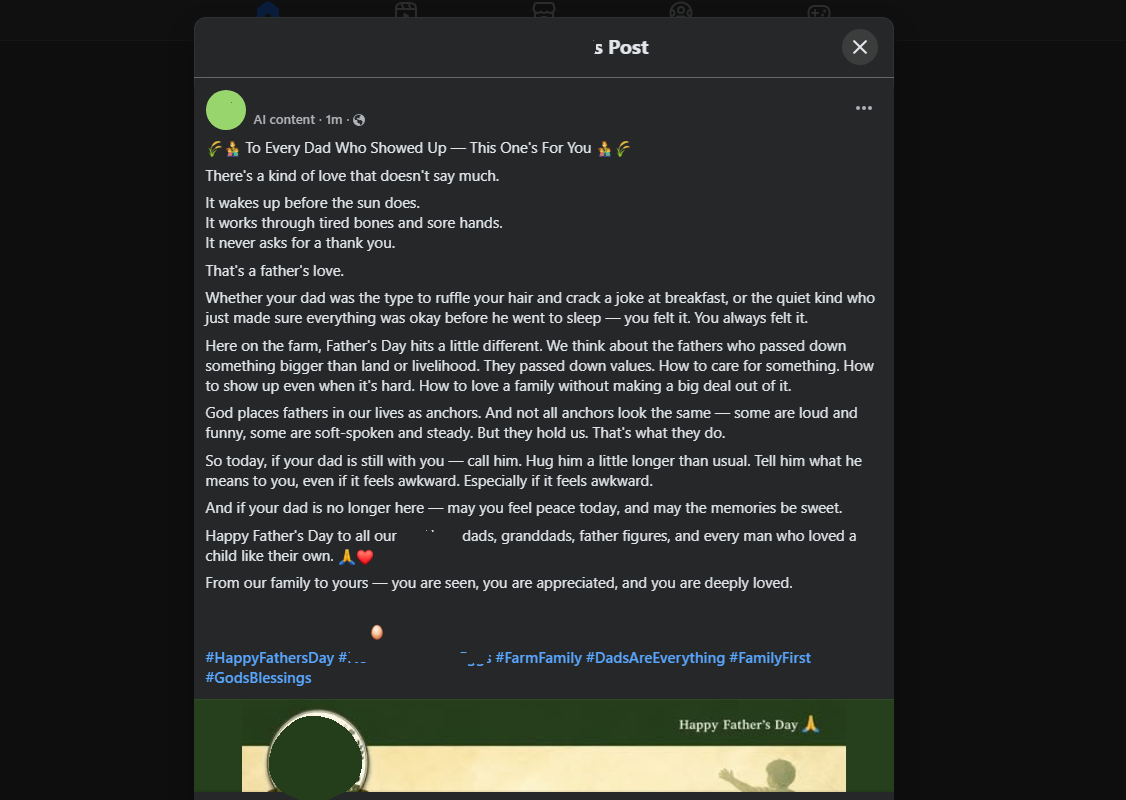 s Post
AI content · 1m ·
🌾👨‍👧‍👦 To Every Dad Who Showed Up — This One's For You 👨‍👧‍👦🌾
There's a kind of love that doesn't say much.
It wakes up before the sun does.
It works through tired bones and sore hands.
It never asks for a thank you.
That's a father's love.
Whether your dad was the type to ruffle your hair and crack a joke at breakfast, or the quiet kind who
just made sure everything was okay before he went to sleep — you felt it. You always felt it.
Here on the farm, Father's Day hits a little different. We think about the fathers who passed down
something bigger than land or livelihood. They passed down values. How to care for something. How
to show up even when it's hard. How to love a family without making a big deal out of it.
God places fathers in our lives as anchors. And not all anchors look the same — some are loud and
funny, some are soft-spoken and steady. But they hold us. That's what they do.
So today, if your dad is still with you — call him. Hug him a little longer than usual. Tell him what he
means to you, even if it feels awkward. Especially if it feels awkward.
And if your dad is no longer here — may you feel peace today, and may the memories be sweet.
Happy Father's Day to all our dads, granddads, father figures, and every man who loved a
child like their own. 🙏❤️
From our family to yours — you are seen, you are appreciated, and you are deeply loved.
🥚
#HappyFathersDay #FarmFamily #DadsAreEverything #FamilyFirst
#GodsBlessings
Happy Father's Day 🙏